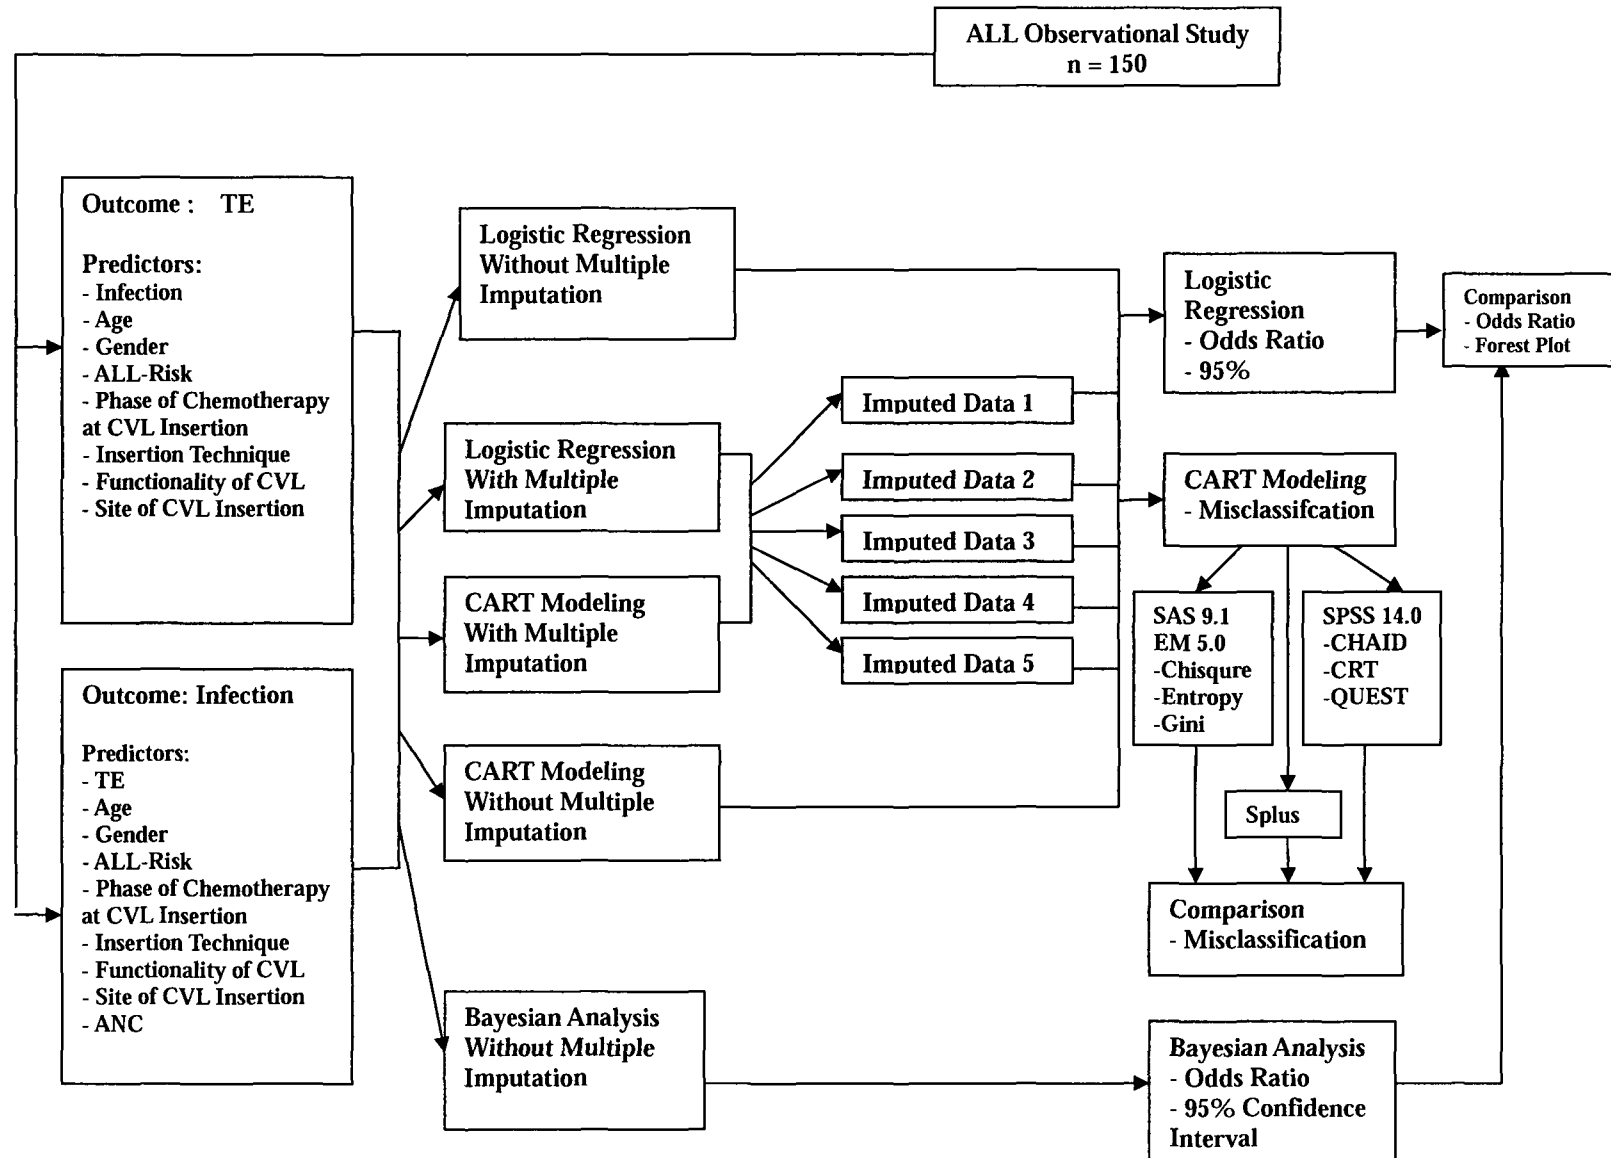 ALL Observational Study
n = 150
Outcome : TE
Predictors:
- Infection
- Age
- Gender
- ALL-Risk
- Phase of Chemotherapy
at CVL Insertion
- Insertion Technique
- Functionality of CVL
- Site of CVL Insertion
Outcome: Infection
Predictors:
- TE
- Age
- Gender
- ALL-Risk
- Phase of Chemotherapy
at CVL Insertion
- Insertion Technique
- Functionality of CVL
- Site of CVL Insertion
- ANC
Logistic Regression
Without Multiple
Imputation
Logistic Regression
With Multiple
Imputation
CART Modeling
With Multiple
Imputation
CART Modeling
Without Multiple
Imputation
Bayesian Analysis
Without Multiple
Imputation
Imputed Data 1
Imputed Data 2
Imputed Data 3
Imputed Data 4
Imputed Data 5
Logistic
Regression
- Odds Ratio
- 95%
CART Modeling
- Misclassifcation
SAS 9.1
EM 5.0
-Chisqure
-Entropy
-Gini
SPSS 14.0
-CHAID
-CRT
-QUEST
Splus
Comparison
- Misclassification
Bayesian Analysis
- Odds Ratio
- 95% Confidence
Interval
Comparison
- Odds Ratio
- Forest Plot